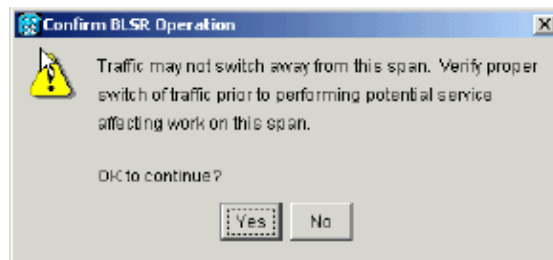 Confirm BLSR Operation
Traffic may not switch away from this span. Verify proper
switch of traffic prior to performing potential service
affecting work on this span.
OK to continue?
Yes No